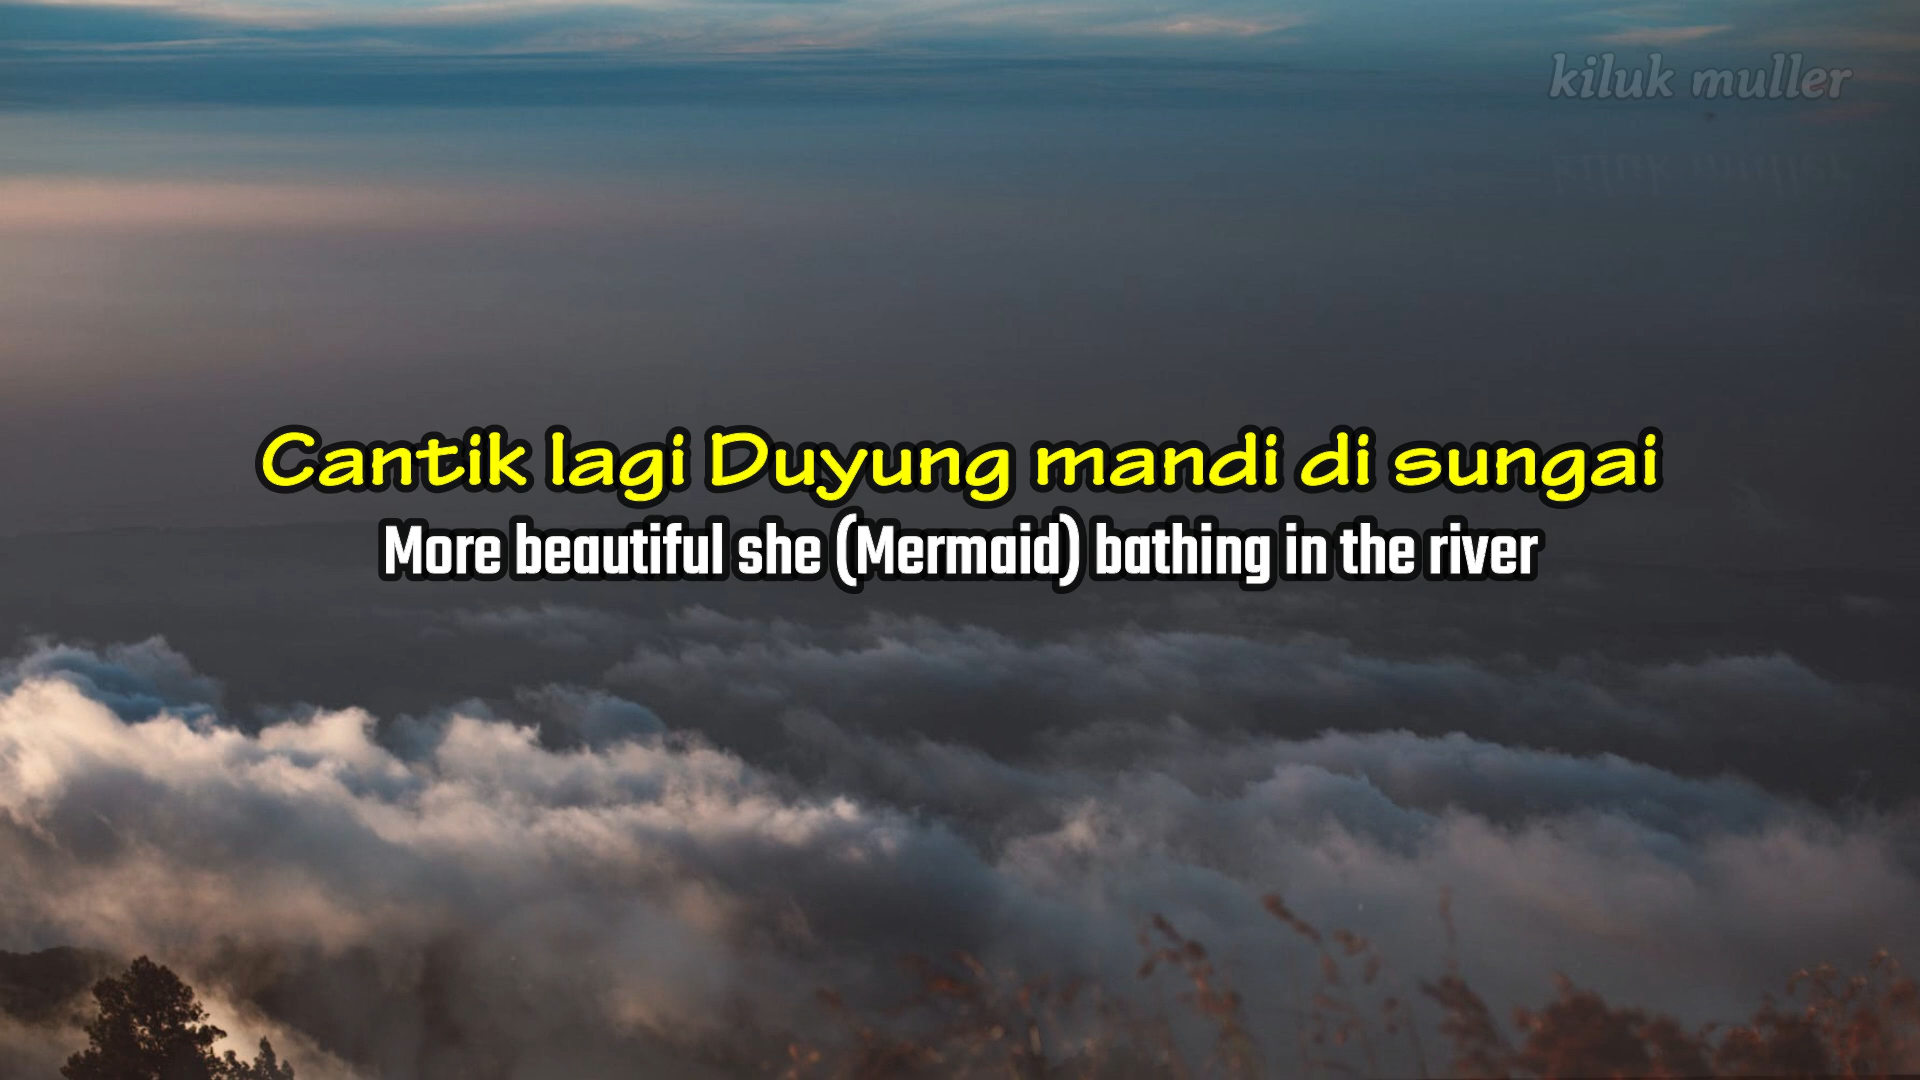 kiluk muller
Cantik lagi Duyung mandi di sungai
More beautiful she (Mermaid) bathing in the river